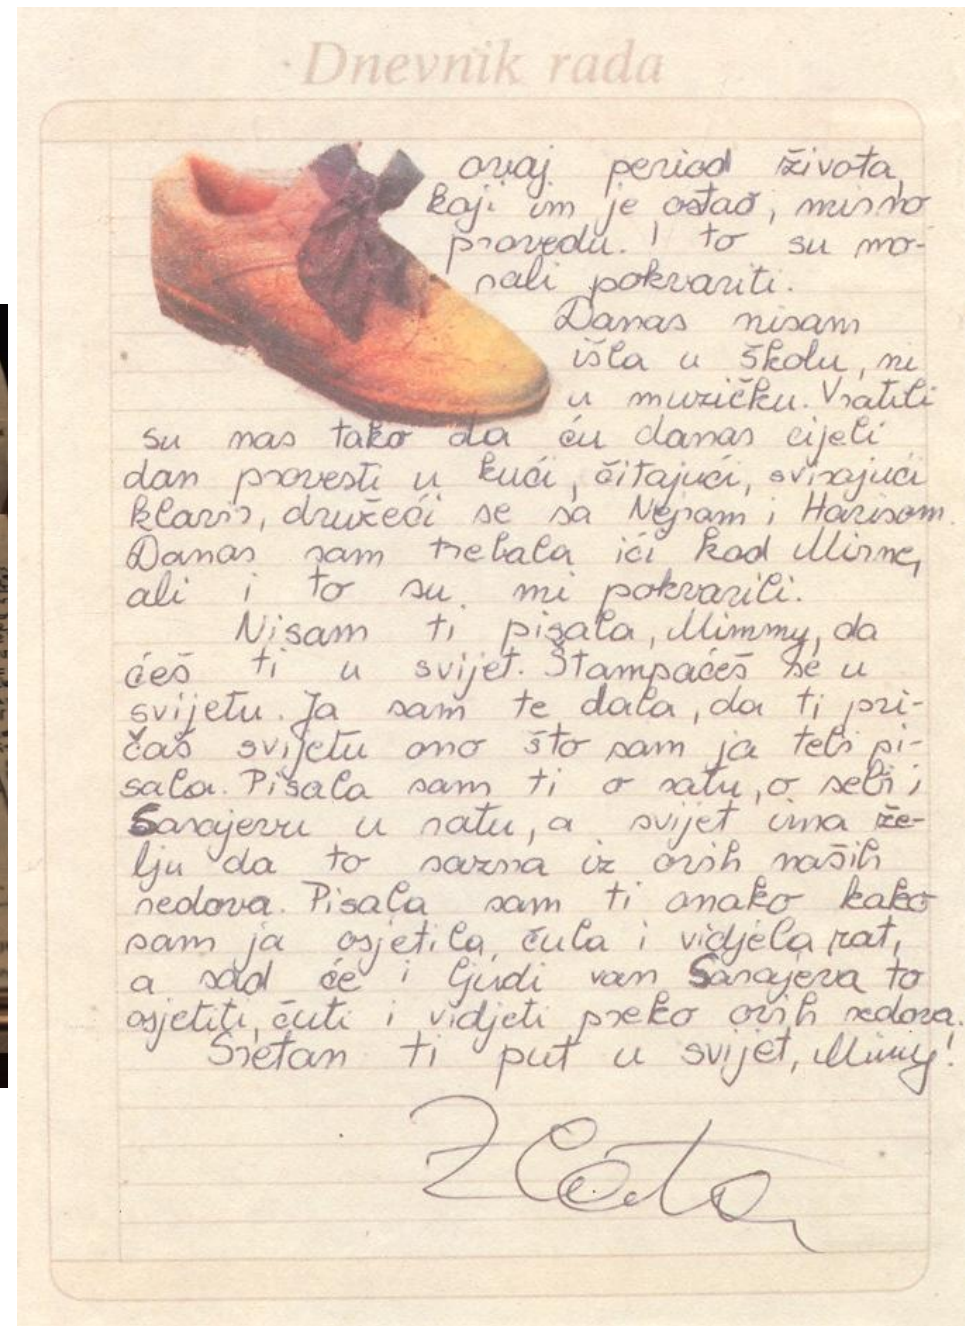 Dnevnik rada
ovaj period života,
koji im je ostao, mirno
provedu. I to su mo-
rali pokvariti.
Danas nisam
išla u školu, ni
u muzičku. Vratili
su nas tako da ću danas cijeli
dan provesti u kući, čitajući, svirajući
klavir, družeći se sa Nejram i Harisom.
Danas sam trebala ići kod Mirne,
ali i to su mi pokvarili.
Nisam ti pisala, Mimmy, da
ćeš ti u svijet. Štampaćeš se u
svijetu. Ja sam te dala, da ti pri-
čaš svijetu ono što sam ja tebi pi-
sala. Pisala sam ti o ratu, o sebi i
Sarajevu u ratu, a svijet ima že-
lju da to sazna iz ovih naših
redova. Pisala sam ti onako kako
sam ja osjetila, čula i vidjela rat,
a sad će i ljudi van Sarajeva to
osjetiti, čuti i vidjeti preko ovih redova.
Sretan ti put u svijet, Mimmy!
Zlata